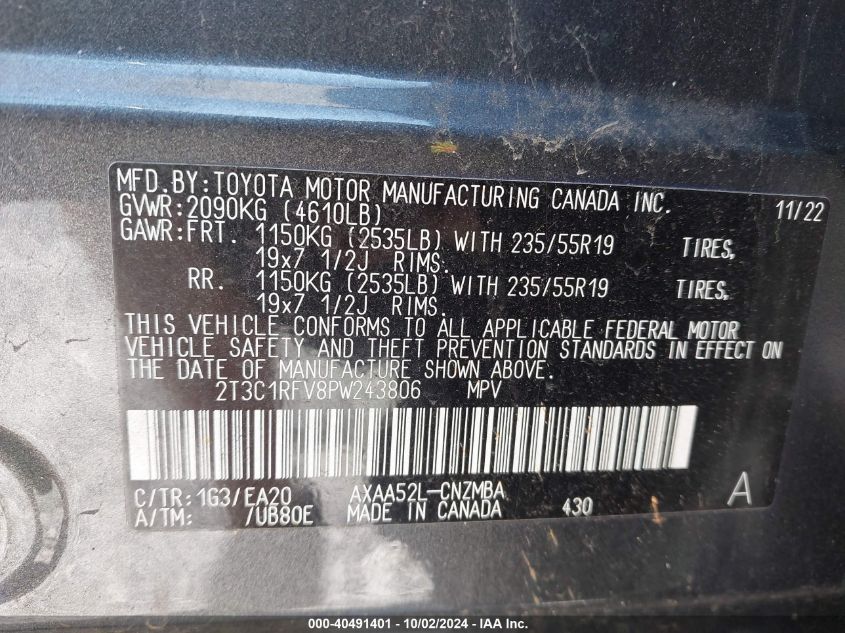 MFD.BY:TOYOTA MOTOR MANUFACTURING CANADA INC. 11/22
GVWR:2090KG (4610LB)
GAWR:FRT. 1150KG (2535LB) WITH 235/55R19 TIRES,
19x7 1/2J RIMS.
RR. 1150KG (2535LB) WITH 235/55R19 TIRES,
19x7 1/2J RIMS.
THIS VEHICLE CONFORMS TO ALL APPLICABLE FEDERAL MOTOR
VEHICLE SAFETY AND THEFT PREVENTION STANDARDS IN EFFECT ON
THE DATE OF MANUFACTURE SHOWN ABOVE.
2T3C1RFV8PW243806 MPV
C/TR:1G3/EA20 AXAA52L-CNZMBA A
A/TM: /UB80E MADE IN CANADA 430
000-40491401 - 10/02/2024 - IAA Inc.